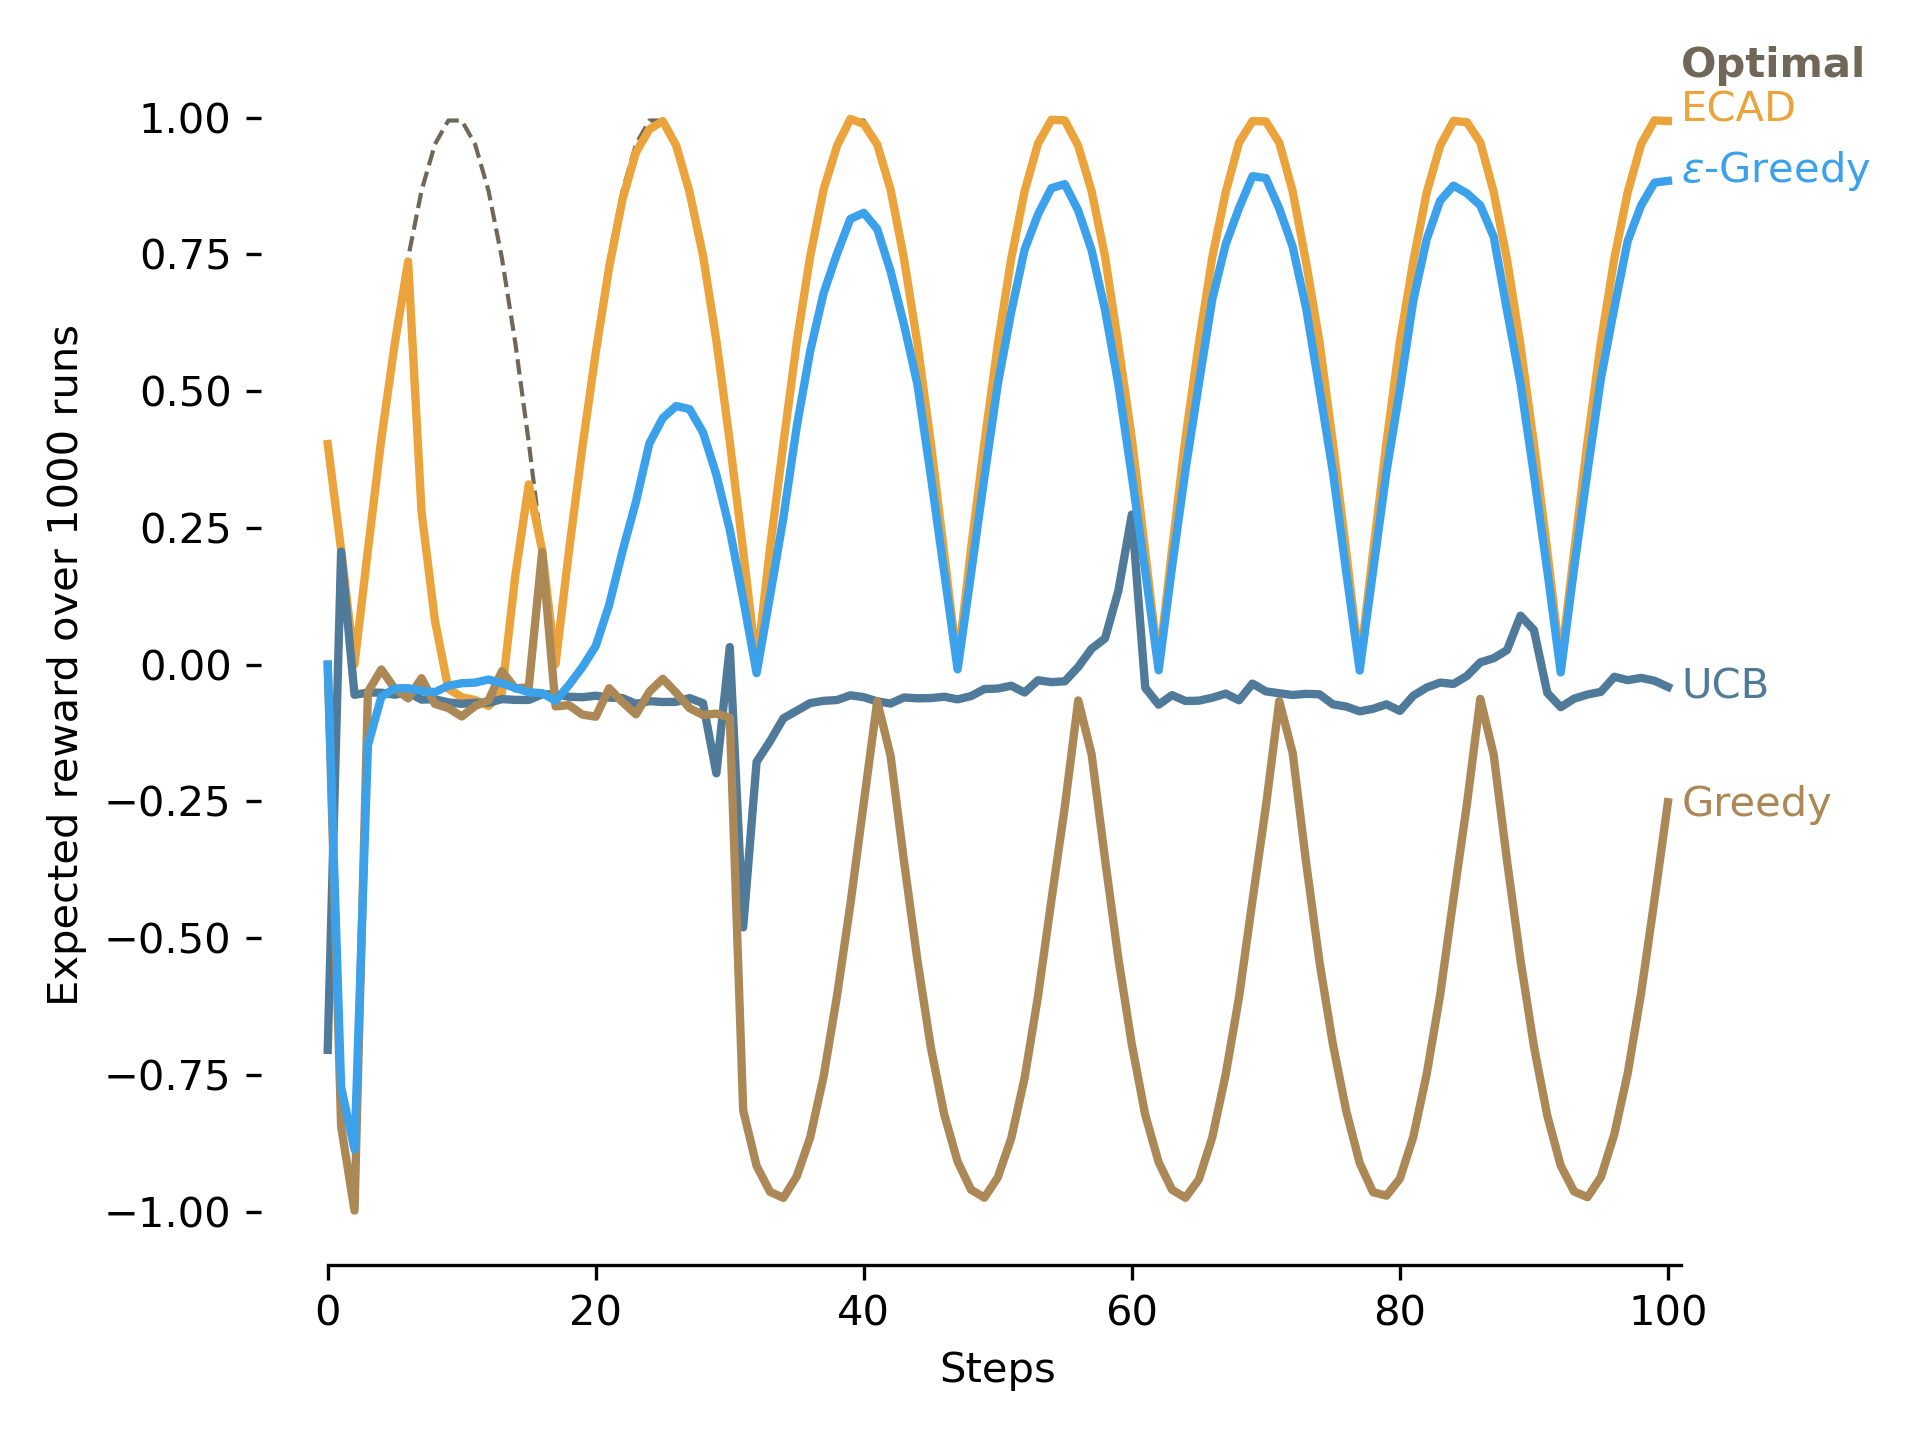 Optimal
ECAD
ε-Greedy
UCB
Greedy
Expected reward over 1000 runs
1.00
0.75
0.50
0.25
0.00
−0.25
−0.50
−0.75
−1.00
0 20 40 60 80 100
Steps